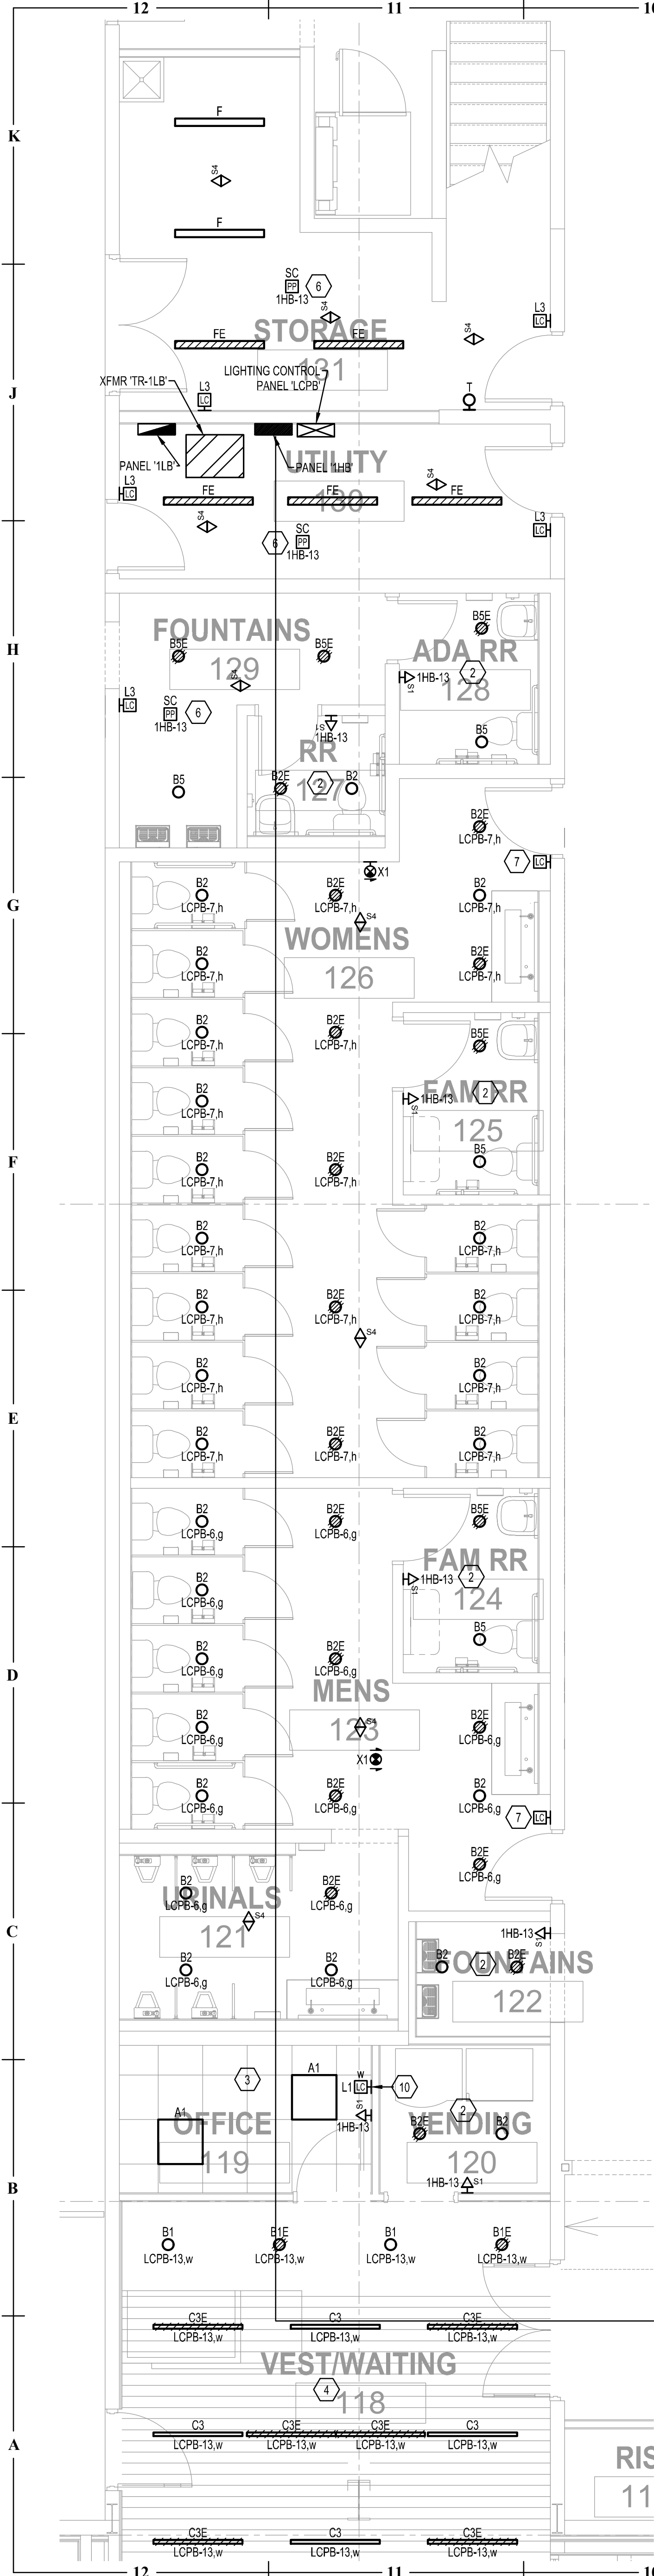 12 11 10
K
F
S4
F
SC
PP 6
1HB-13
S4
L3
LC
S4
FE STORAGE FE
131
LIGHTING CONTROL
PANEL 'LCPB'
XFMR 'TR-1LB'
J
L3
LC
T
PANEL '1LB'
PANEL '1HB'
UTILITY
130
S4
L3
LC
FE FE FE
S4
SC
6 PP
1HB-13
L3
LC
H
FOUNTAINS
129
B5E B5E B5E
ADA RR
128
2
S1 1HB-13
S4
L3
LC
SC
PP 6
1HB-13
S1
1HB-13
B5
RR
127
B5 B2E 2 B2
B2E
LCPB-7,h
7 LC
X1
G
B2 B2E B2
LCPB-7,h LCPB-7,h LCPB-7,h
S4
WOMENS
126
B2 B2E
LCPB-7,h LCPB-7,h
B2 B2E B5E
LCPB-7,h LCPB-7,h
FAM RR
125
2
S1 1HB-13
B2
LCPB-7,h
F
B2 B2E B5
LCPB-7,h LCPB-7,h
B2 B2
LCPB-7,h LCPB-7,h
B2 B2E B2
LCPB-7,h LCPB-7,h LCPB-7,h
S4
B2 B2
LCPB-7,h LCPB-7,h
E
B2 B2E B2
LCPB-7,h LCPB-7,h LCPB-7,h
B2 B2E B5E
LCPB-6,g LCPB-6,g
FAM RR
124
2
S1 1HB-13
B2
LCPB-6,g
B5
B2 B2E
LCPB-6,g LCPB-6,g
D
MENS
123
S4
B2 B2E
LCPB-6,g LCPB-6,g
X1
B2 B2E B2
LCPB-6,g LCPB-6,g LCPB-6,g
7 LC
B2E
LCPB-6,g
URINALS
121
B2 B2E
LCPB-6,g LCPB-6,g
S4
C
1HB-13 S1
FOUNTAINS
122
B2 2 B2E
B2 B2
LCPB-6,g LCPB-6,g
3
A1
W
L1 LC 10
S1
1HB-13
A1
OFFICE
119
2
B2E B2
VENDING
120
1HB-13 S1
B
B1 B1E B1 B1E
LCPB-13,w LCPB-13,w LCPB-13,w LCPB-13,w
C3E C3 C3E
LCPB-13,w LCPB-13,w LCPB-13,w
VEST/WAITING
118
4
C3 C3E C3E C3
LCPB-13,w LCPB-13,w LCPB-13,w LCPB-13,w
A
RIS
11
C3E C3 C3E
LCPB-13,w LCPB-13,w LCPB-13,w
12 11 10